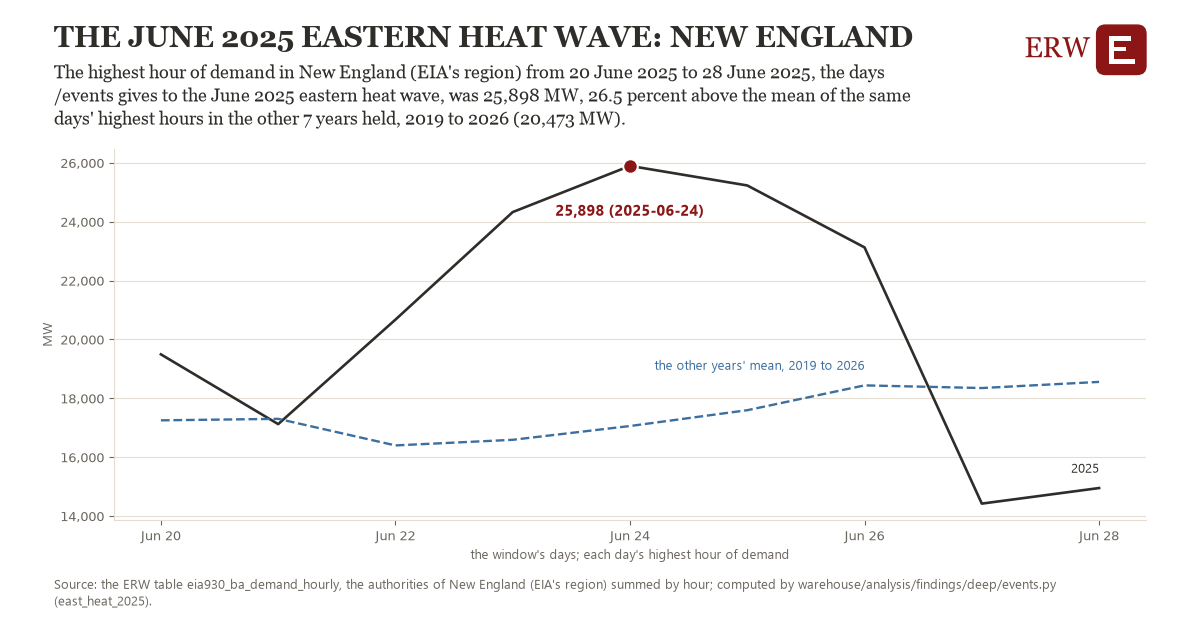 THE JUNE 2025 EASTERN HEAT WAVE: NEW ENGLAND
ERW E
The highest hour of demand in New England (EIA's region) from 20 June 2025 to 28 June 2025, the days
/events gives to the June 2025 eastern heat wave, was 25,898 MW, 26.5 percent above the mean of the same
days' highest hours in the other 7 years held, 2019 to 2026 (20,473 MW).
26,000
24,000
22,000
20,000
18,000
16,000
14,000
MW
25,898 (2025-06-24)
the other years' mean, 2019 to 2026
2025
Jun 20
Jun 22
Jun 24
Jun 26
Jun 28
the window's days; each day's highest hour of demand
Source: the ERW table eia930_ba_demand_hourly, the authorities of New England (EIA's region) summed by hour; computed by warehouse/analysis/findings/deep/events.py
(east_heat_2025).